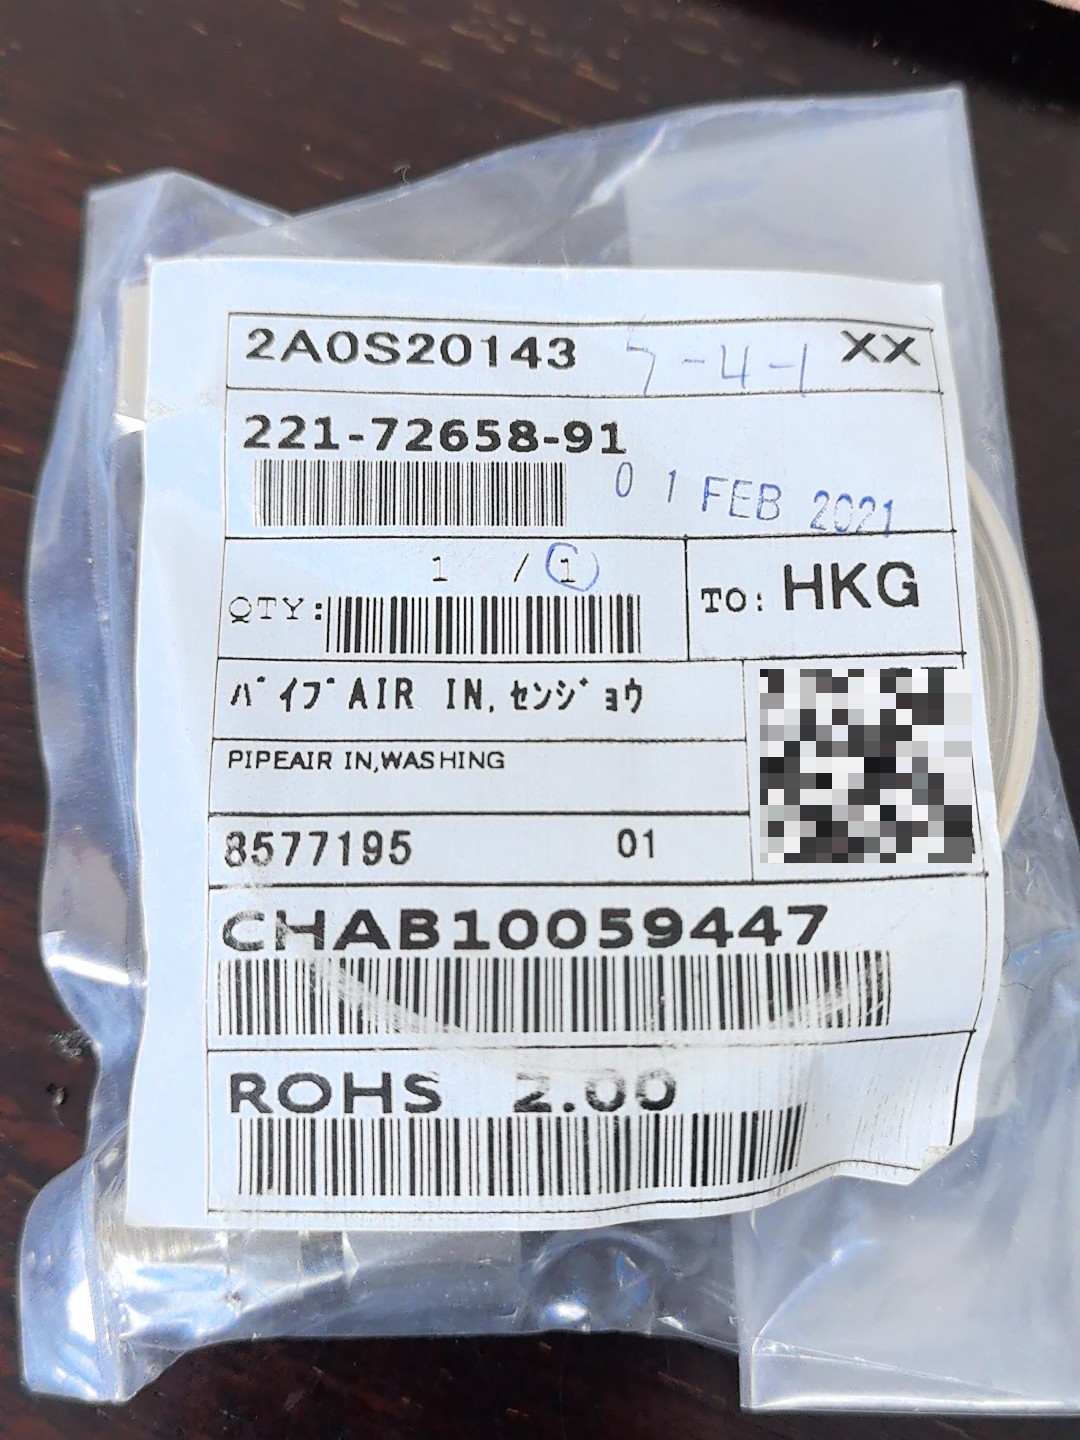 2A0S20143 7-4-1 XX
221-72658-91
01 FEB 2021
1 / 1
QTY:
TO: HKG
ﾊﾟｲﾌﾟAIR IN,ｾﾝｼﾞｮｳ
PIPEAIR IN,WASHING
8577195 01
CHAB10059447
ROHS 2.00